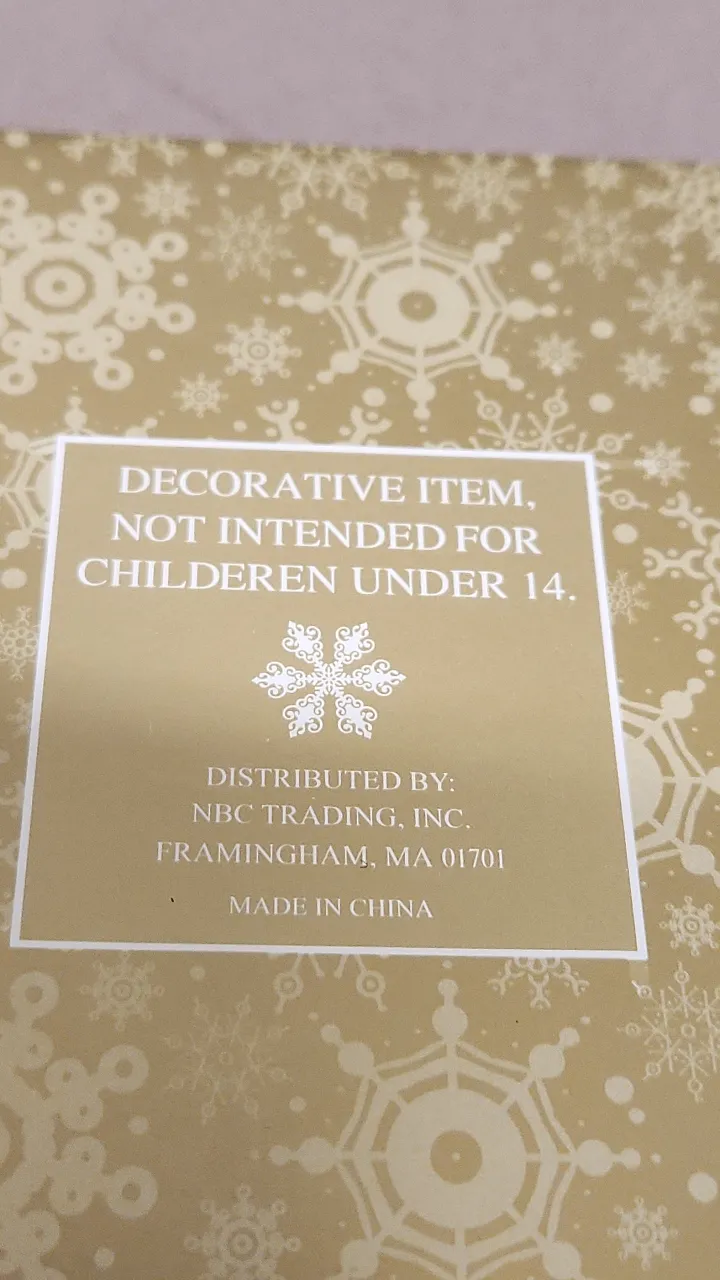 DECORATIVE ITEM,
NOT INTENDED FOR
CHILDEREN UNDER 14.
DISTRIBUTED BY:
NBC TRADING, INC.
FRAMINGHAM, MA 01701
MADE IN CHINA